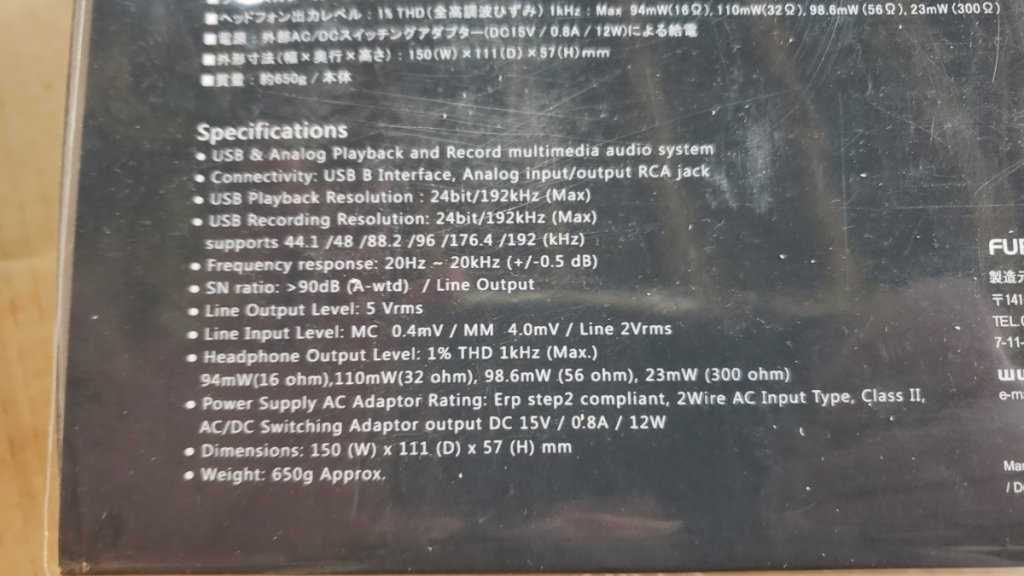 ■ヘッドフォン出力レベル：1% THD(全高調波ひずみ) 1kHz : Max 94mW(16Ω), 110mW(32Ω), 98.6mW (56Ω), 23mW (300Ω)
■電源：外部AC/DCスイッチングアダプター(DC15V / 0.8A / 12W)による給電
■外形寸法(幅×奥行×高さ)：150(W)×111(D)×57(H)mm
■質量：約650g / 本体
Specifications
• USB & Analog Playback and Record multimedia audio system
• Connectivity: USB B Interface, Analog input/output RCA jack
• USB Playback Resolution : 24bit/192kHz (Max)
• USB Recording Resolution: 24bit/192kHz (Max)
supports 44.1 /48 /88.2 /96 /176.4 /192 (kHz)
• Frequency response: 20Hz ~ 20kHz (+/-0.5 dB)
• SN ratio: >90dB (A-wtd) / Line Output
• Line Output Level: 5 Vrms
• Line Input Level: MC 0.4mV / MM 4.0mV / Line 2Vrms
• Headphone Output Level: 1% THD 1kHz (Max.)
94mW(16 ohm),110mW(32 ohm), 98.6mW (56 ohm), 23mW (300 ohm)
• Power Supply AC Adaptor Rating: Erp step2 compliant, 2Wire AC Input Type, Class II,
AC/DC Switching Adaptor output DC 15V / 0.8A / 12W
• Dimensions: 150 (W) x 111 (D) x 57 (H) mm
• Weight: 650g Approx.
FU
製造元
〒141
TEL
7-11-
e-ma
Mar
/ De